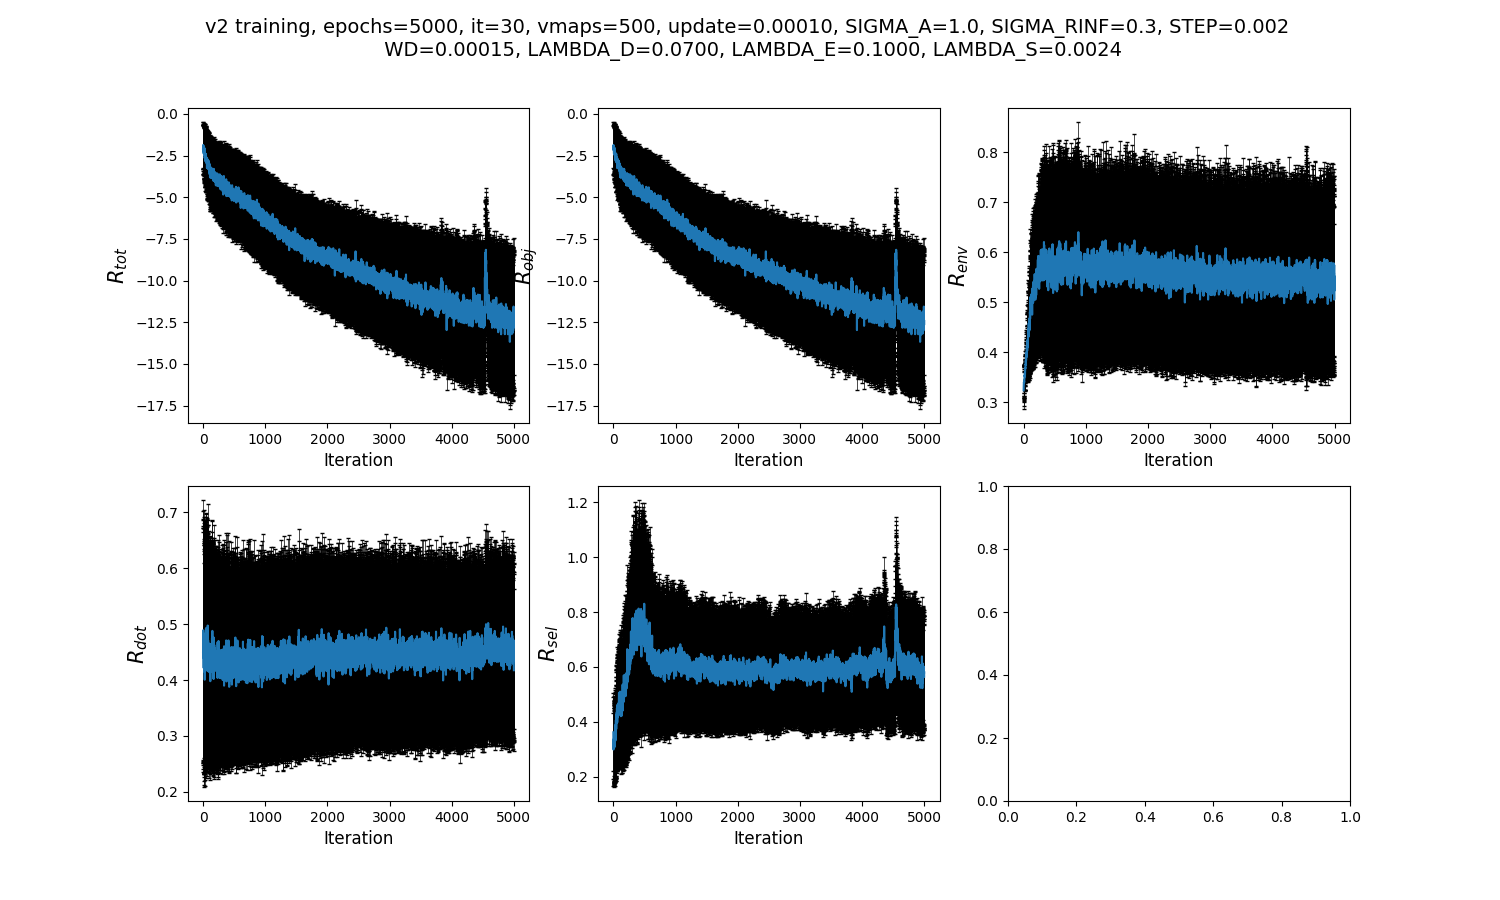 v2 training, epochs=5000, it=30, vmaps=500, update=0.00010, SIGMA_A=1.0, SIGMA_RINF=0.3, STEP=0.002
WD=0.00015, LAMBDA_D=0.0700, LAMBDA_E=0.1000, LAMBDA_S=0.0024
R_tot
0.0
−2.5
−5.0
−7.5
−10.0
−12.5
−15.0
−17.5
0 1000 2000 3000 4000 5000
Iteration
R_obj
0.0
−2.5
−5.0
−7.5
−10.0
−12.5
−15.0
−17.5
0 1000 2000 3000 4000 5000
Iteration
R_env
0.8
0.7
0.6
0.5
0.4
0.3
0 1000 2000 3000 4000 5000
Iteration
R_dot
0.7
0.6
0.5
0.4
0.3
0.2
0 1000 2000 3000 4000 5000
Iteration
R_sel
1.2
1.0
0.8
0.6
0.4
0.2
0 1000 2000 3000 4000 5000
Iteration
1.0
0.8
0.6
0.4
0.2
0.0
0.0 0.2 0.4 0.6 0.8 1.0